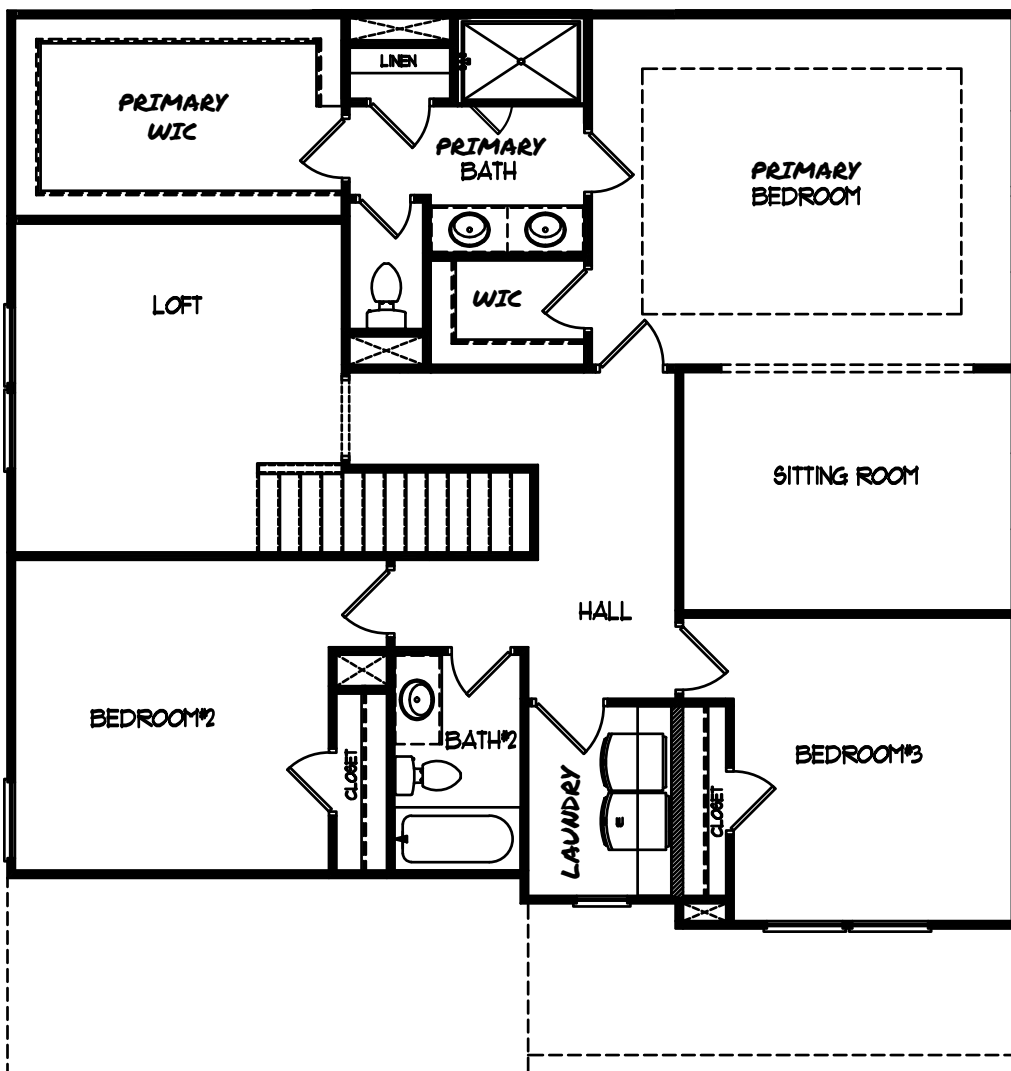 LINEN
PRIMARY
WIC
PRIMARY
BATH
PRIMARY
BEDROOM
WIC
LOFT
SITTING ROOM
HALL
BEDROOM#2
CLOSET
BATH#2
LAUNDRY
CLOSET
BEDROOM#3